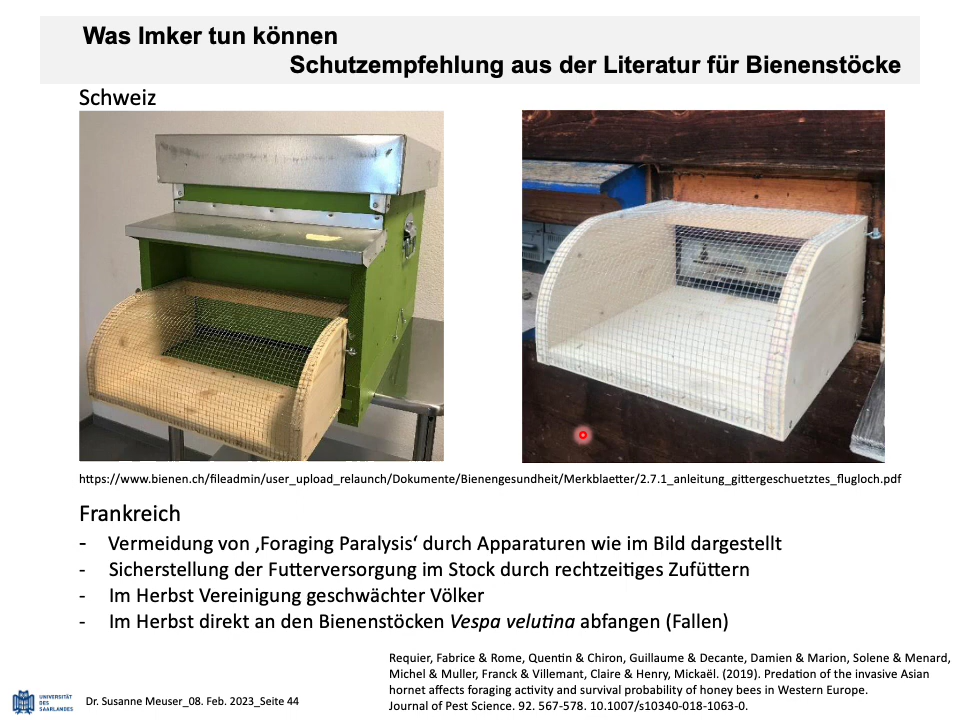 Was Imker tun können
Schutzempfehlung aus der Literatur für Bienenstöcke
Schweiz
https://www.bienen.ch/fileadmin/user_upload_relaunch/Dokumente/Bienengesundheit/Merkblaetter/2.7.1_anleitung_gittergeschuetztes_flugloch.pdf
Frankreich
- Vermeidung von ‚Foraging Paralysis‘ durch Apparaturen wie im Bild dargestellt
- Sicherstellung der Futterversorgung im Stock durch rechtzeitiges Zufüttern
- Im Herbst Vereinigung geschwächter Völker
- Im Herbst direkt an den Bienenstöcken Vespa velutina abfangen (Fallen)
Requier, Fabrice & Rome, Quentin & Chiron, Guillaume & Decante, Damien & Marion, Solene & Menard,
Michel & Muller, Franck & Villemant, Claire & Henry, Mickaël. (2019). Predation of the invasive Asian
hornet affects foraging activity and survival probability of honey bees in Western Europe.
Journal of Pest Science. 92. 567-578. 10.1007/s10340-018-1063-0.
UNIVERSITÄT
DES
SAARLANDES
Dr. Susanne Meuser_08. Feb. 2023_Seite 44